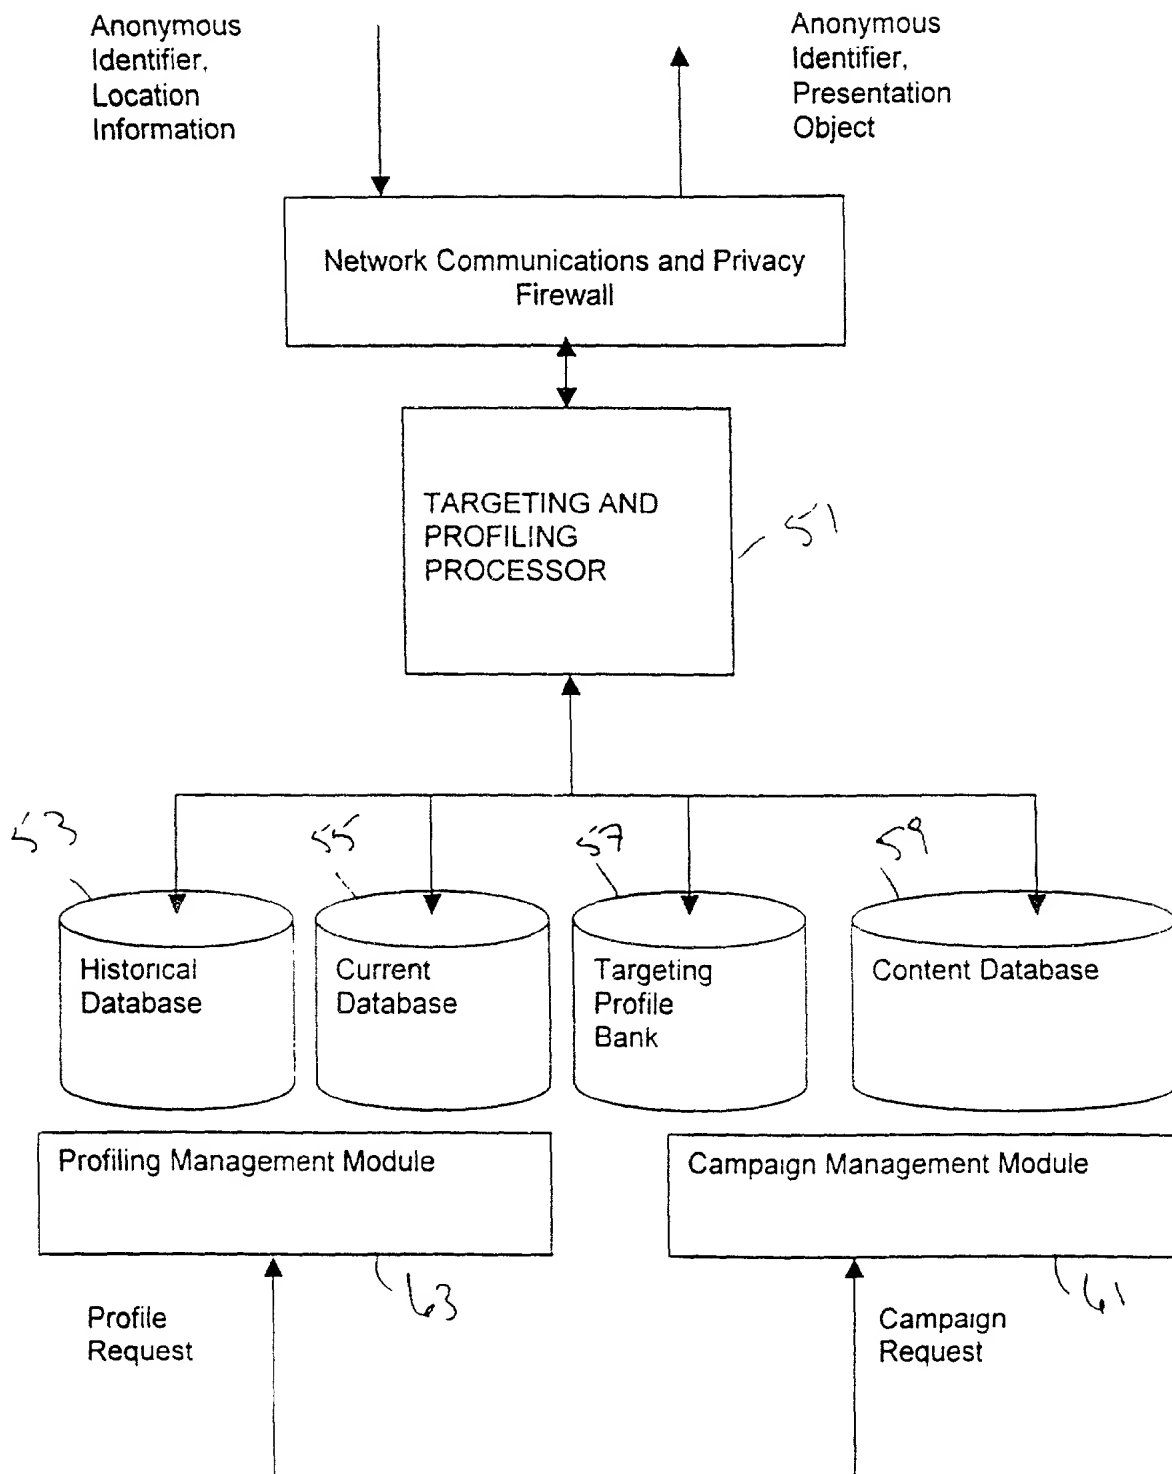 Anonymous
Identifier,
Location
Information
Anonymous
Identifier,
Presentation
Object
Network Communications and Privacy
Firewall
TARGETING AND
PROFILING
PROCESSOR
51
53
55
57
59
Historical
Database
Current
Database
Targeting
Profile
Bank
Content Database
Profiling Management Module
Campaign Management Module
63
61
Profile
Request
Campaign
Request